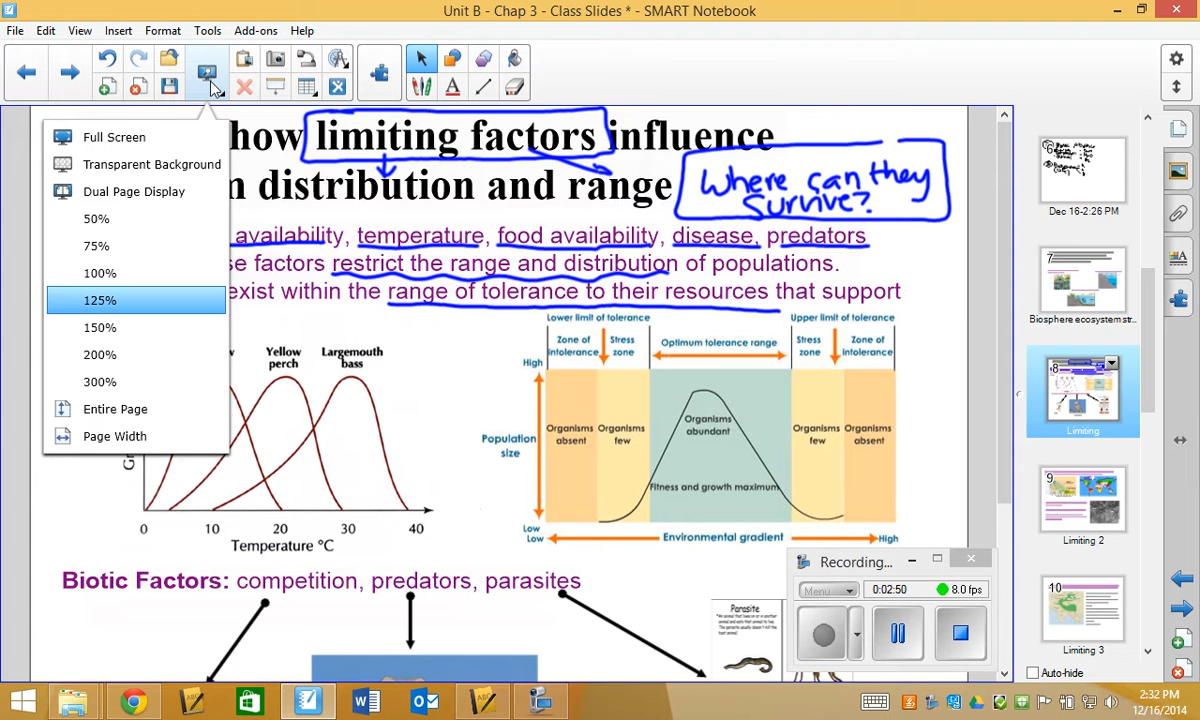 Unit B - Chap 3 - Class Slides * - SMART Notebook
File Edit View Insert Format Tools Add-ons Help
Full Screen
Transparent Background
Dual Page Display
50%
75%
100%
125%
150%
200%
300%
Entire Page
Page Width
how limiting factors influence
distribution and range
Where can they
Survive?
availability, temperature, food availability, disease, predators
se factors restrict the range and distribution of populations.
exist within the range of tolerance to their resources that support
Yellow
perch
Largemouth
bass
0 10 20 30 40
Temperature °C
Lower limit of tolerance
Upper limit of tolerance
Zone of
intolerance
Stress
zone
Optimum tolerance range
Stress
zone
Zone of
intolerance
High
Population
size
Low
Organisms
absent
Organisms
few
Organisms
abundant
Organisms
few
Organisms
absent
Fitness and growth maximum
Low
Environmental gradient
High
Biotic Factors: competition, predators, parasites
Parasite
Recording...
Menu
0:02:50
8.0 fps
6
Dec 16-2:26 PM
7
Biosphere ecosystem str...
8
Limiting
9
Limiting 2
10
Limiting 3
Auto-hide
2:32 PM
12/16/2014